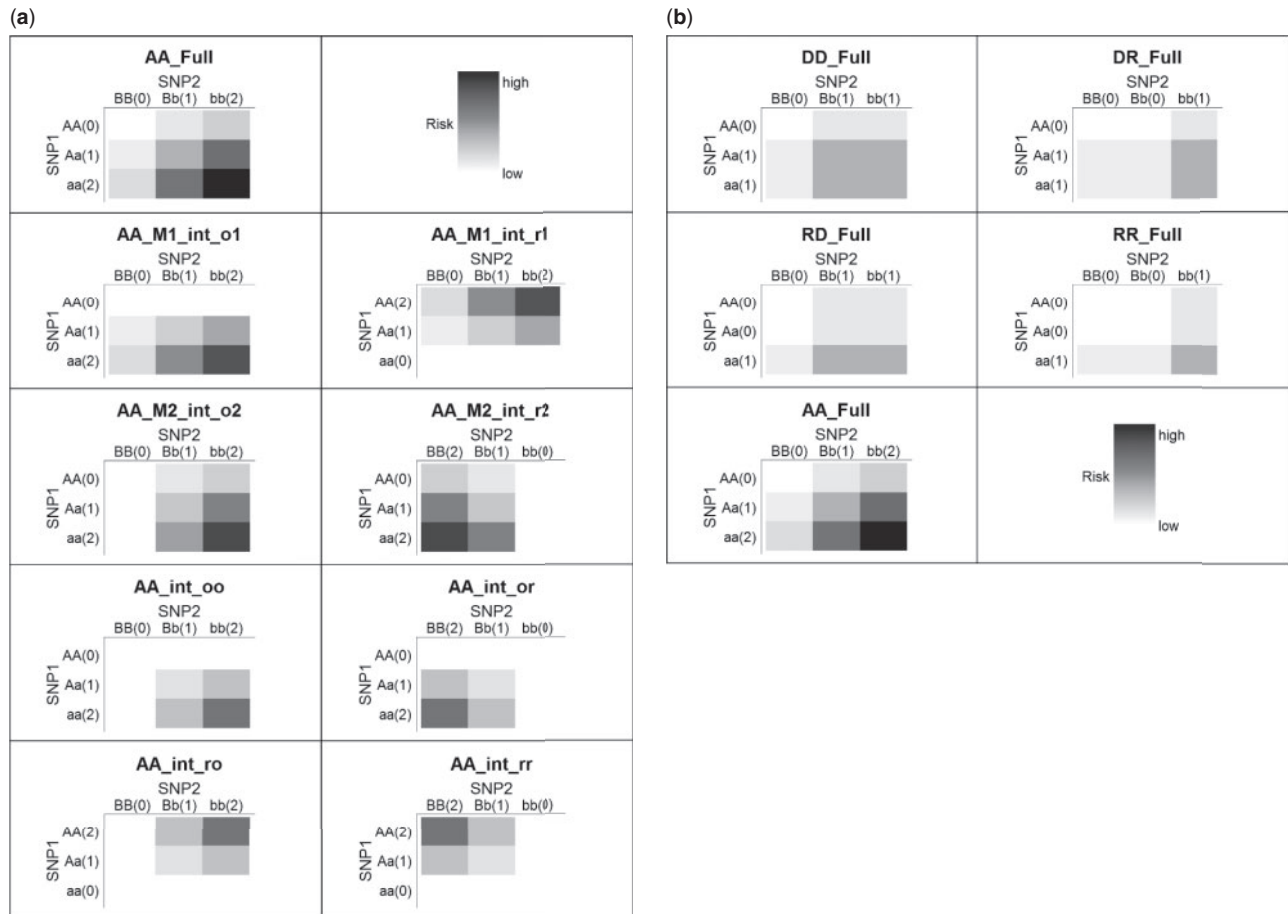 (a)
AA_Full
SNP2
BB(0) Bb(1) bb(2)
SNP1
AA(0)
Aa(1)
aa(2)
Risk
high
low
AA_M1_int_o1
SNP2
BB(0) Bb(1) bb(2)
SNP1
AA(0)
Aa(1)
aa(2)
AA_M1_int_r1
SNP2
BB(0) Bb(1) bb(2)
SNP1
AA(2)
Aa(1)
aa(0)
AA_M2_int_o2
SNP2
BB(0) Bb(1) bb(2)
SNP1
AA(0)
Aa(1)
aa(2)
AA_M2_int_r2
SNP2
BB(2) Bb(1) bb(0)
SNP1
AA(0)
Aa(1)
aa(2)
AA_int_oo
SNP2
BB(0) Bb(1) bb(2)
SNP1
AA(0)
Aa(1)
aa(2)
AA_int_or
SNP2
BB(2) Bb(1) bb(0)
SNP1
AA(0)
Aa(1)
aa(2)
AA_int_ro
SNP2
BB(0) Bb(1) bb(2)
SNP1
AA(2)
Aa(1)
aa(0)
AA_int_rr
SNP2
BB(2) Bb(1) bb(0)
SNP1
AA(2)
Aa(1)
aa(0)
(b)
DD_Full
SNP2
BB(0) Bb(1) bb(1)
SNP1
AA(0)
Aa(1)
aa(1)
DR_Full
SNP2
BB(0) Bb(0) bb(1)
SNP1
AA(0)
Aa(1)
aa(1)
RD_Full
SNP2
BB(0) Bb(1) bb(1)
SNP1
AA(0)
Aa(0)
aa(1)
RR_Full
SNP2
BB(0) Bb(0) bb(1)
SNP1
AA(0)
Aa(0)
aa(1)
AA_Full
SNP2
BB(0) Bb(1) bb(2)
SNP1
AA(0)
Aa(1)
aa(2)
Risk
high
low